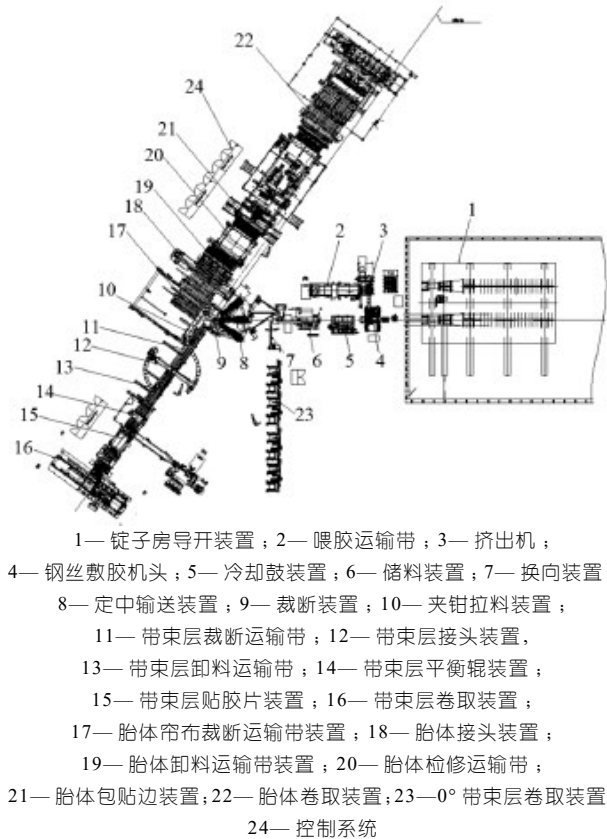 22
24
21
20
19
18
17
10
11
12
13
14
15
16
1
2
3
9
8
7
6
5
4
23
1—锭子房导开装置；2—喂胶运输带；3—挤出机；
4—钢丝敷胶机头；5—冷却鼓装置；6—储料装置；7—换向装置
8—定中输送装置；9—裁断装置；10—夹钳拉料装置；
11—带束层裁断运输带；12—带束层接头装置,
13—带束层卸料运输带；14—带束层平衡辊装置；
15—带束层贴胶片装置；16—带束层卷取装置；
17—胎体帘布裁断运输带装置；18—胎体接头装置；
19—胎体卸料运输带装置；20—胎体检修运输带；
21—胎体包贴边装置;22—胎体卷取装置;23—0° 带束层卷取装置
24—控制系统